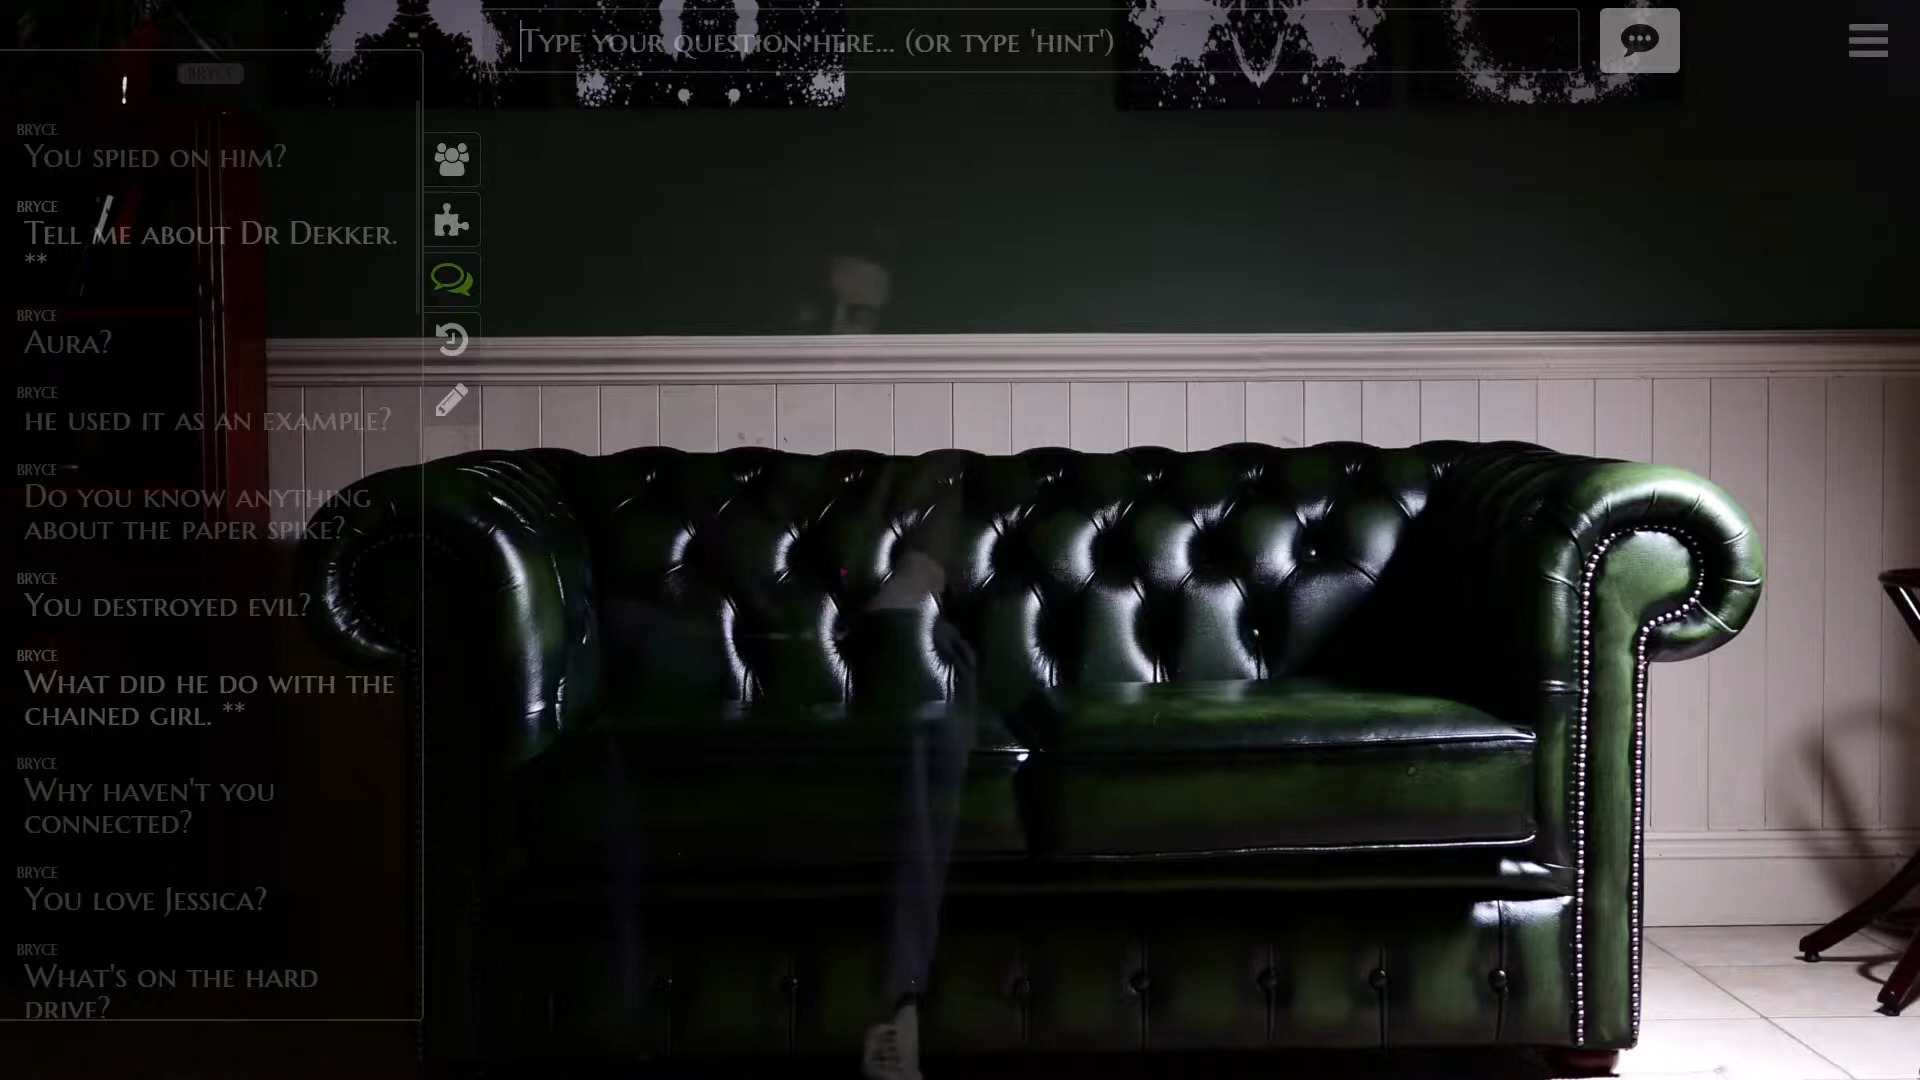 Type your question here... (or type 'hint')
BRYCE
BRYCE
You spied on him?
BRYCE
Tell me about Dr Dekker.
**
BRYCE
Aura?
BRYCE
he used it as an example?
BRYCE
Do you know anything
about the paper spike?
BRYCE
You destroyed evil?
BRYCE
What did he do with the
chained girl. **
BRYCE
Why haven't you
connected?
BRYCE
You love Jessica?
BRYCE
What's on the hard
drive?